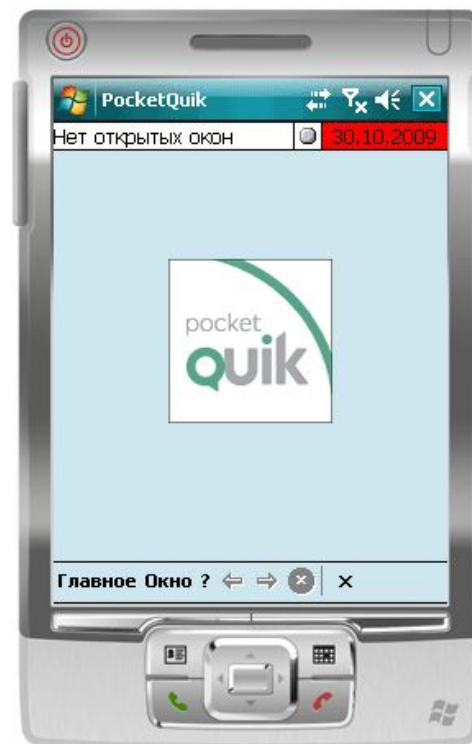 PocketQuik
Нет открытых окон 30.10.2009
pocket
Quik
Главное Окно ?